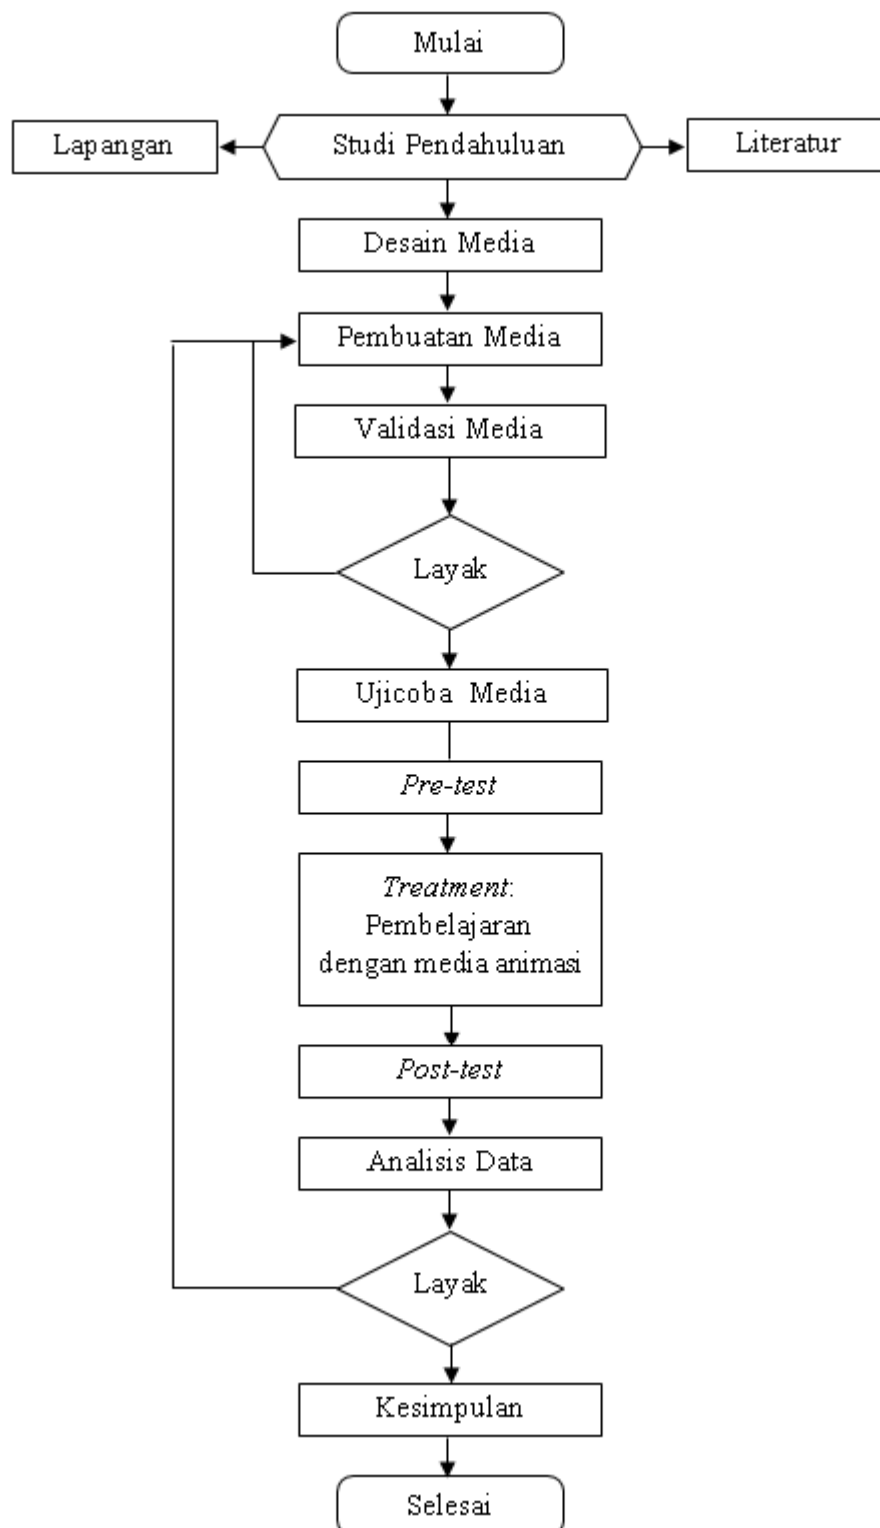 Mulai
Lapangan
Studi Pendahuluan
Literatur
Desain Media
Pembuatan Media
Validasi Media
Layak
Ujicoba Media
Pre-test
Treatment:
Pembelajaran
dengan media animasi
Post-test
Analisis Data
Layak
Kesimpulan
Selesai